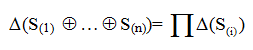 Δ(S₍₁₎ ⊕ … ⊕ S₍ₙ₎)= ∏ Δ(S₍ᵢ₎)